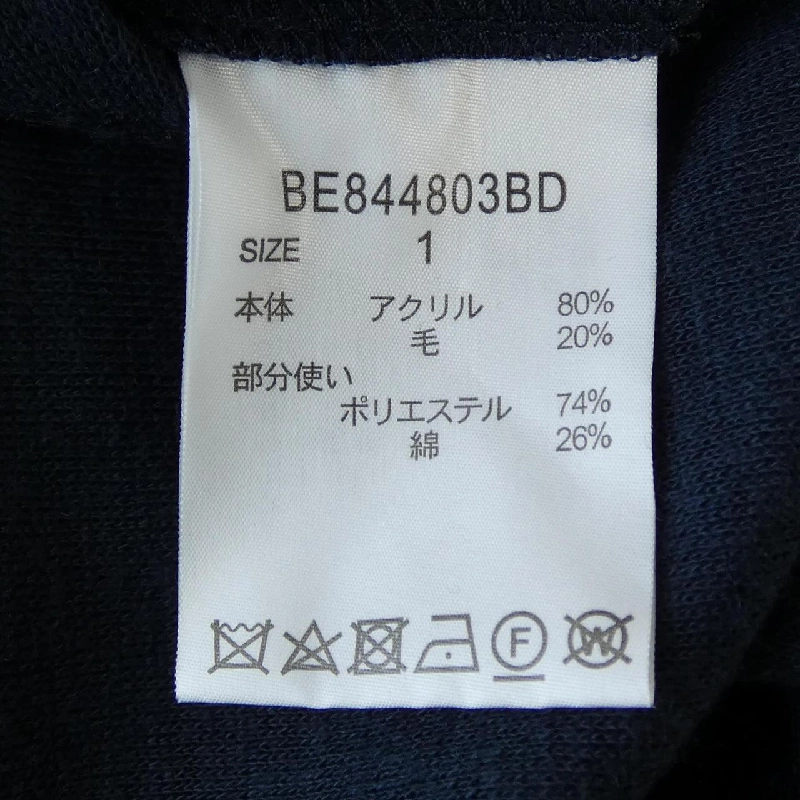 BE844803BD
SIZE 1
本体 アクリル 80%
毛 20%
部分使い
ポリエステル 74%
綿 26%
F W